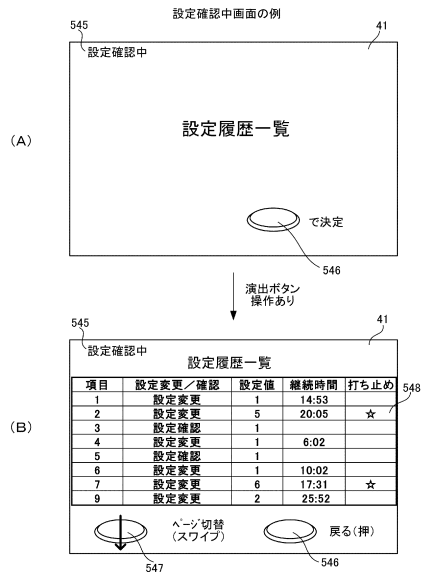 設定確認中画面の例
545
41
設定確認中
(A)
設定履歴一覧
で決定
546
演出ボタン
操作あり
545
41
設定確認中
設定履歴一覧
項目 設定変更／確認 設定値 継続時間 打ち止め
1 設定変更 1 14:53
2 設定変更 5 20:05 ☆
548
3 設定確認 1
(B)
4 設定変更 1 6:02
5 設定確認 1
6 設定変更 1 10:02
7 設定変更 6 17:31 ☆
9 設定変更 2 25:52
ﾍﾟｰｼﾞ切替
(スワイプ)
戻る(押)
547
546